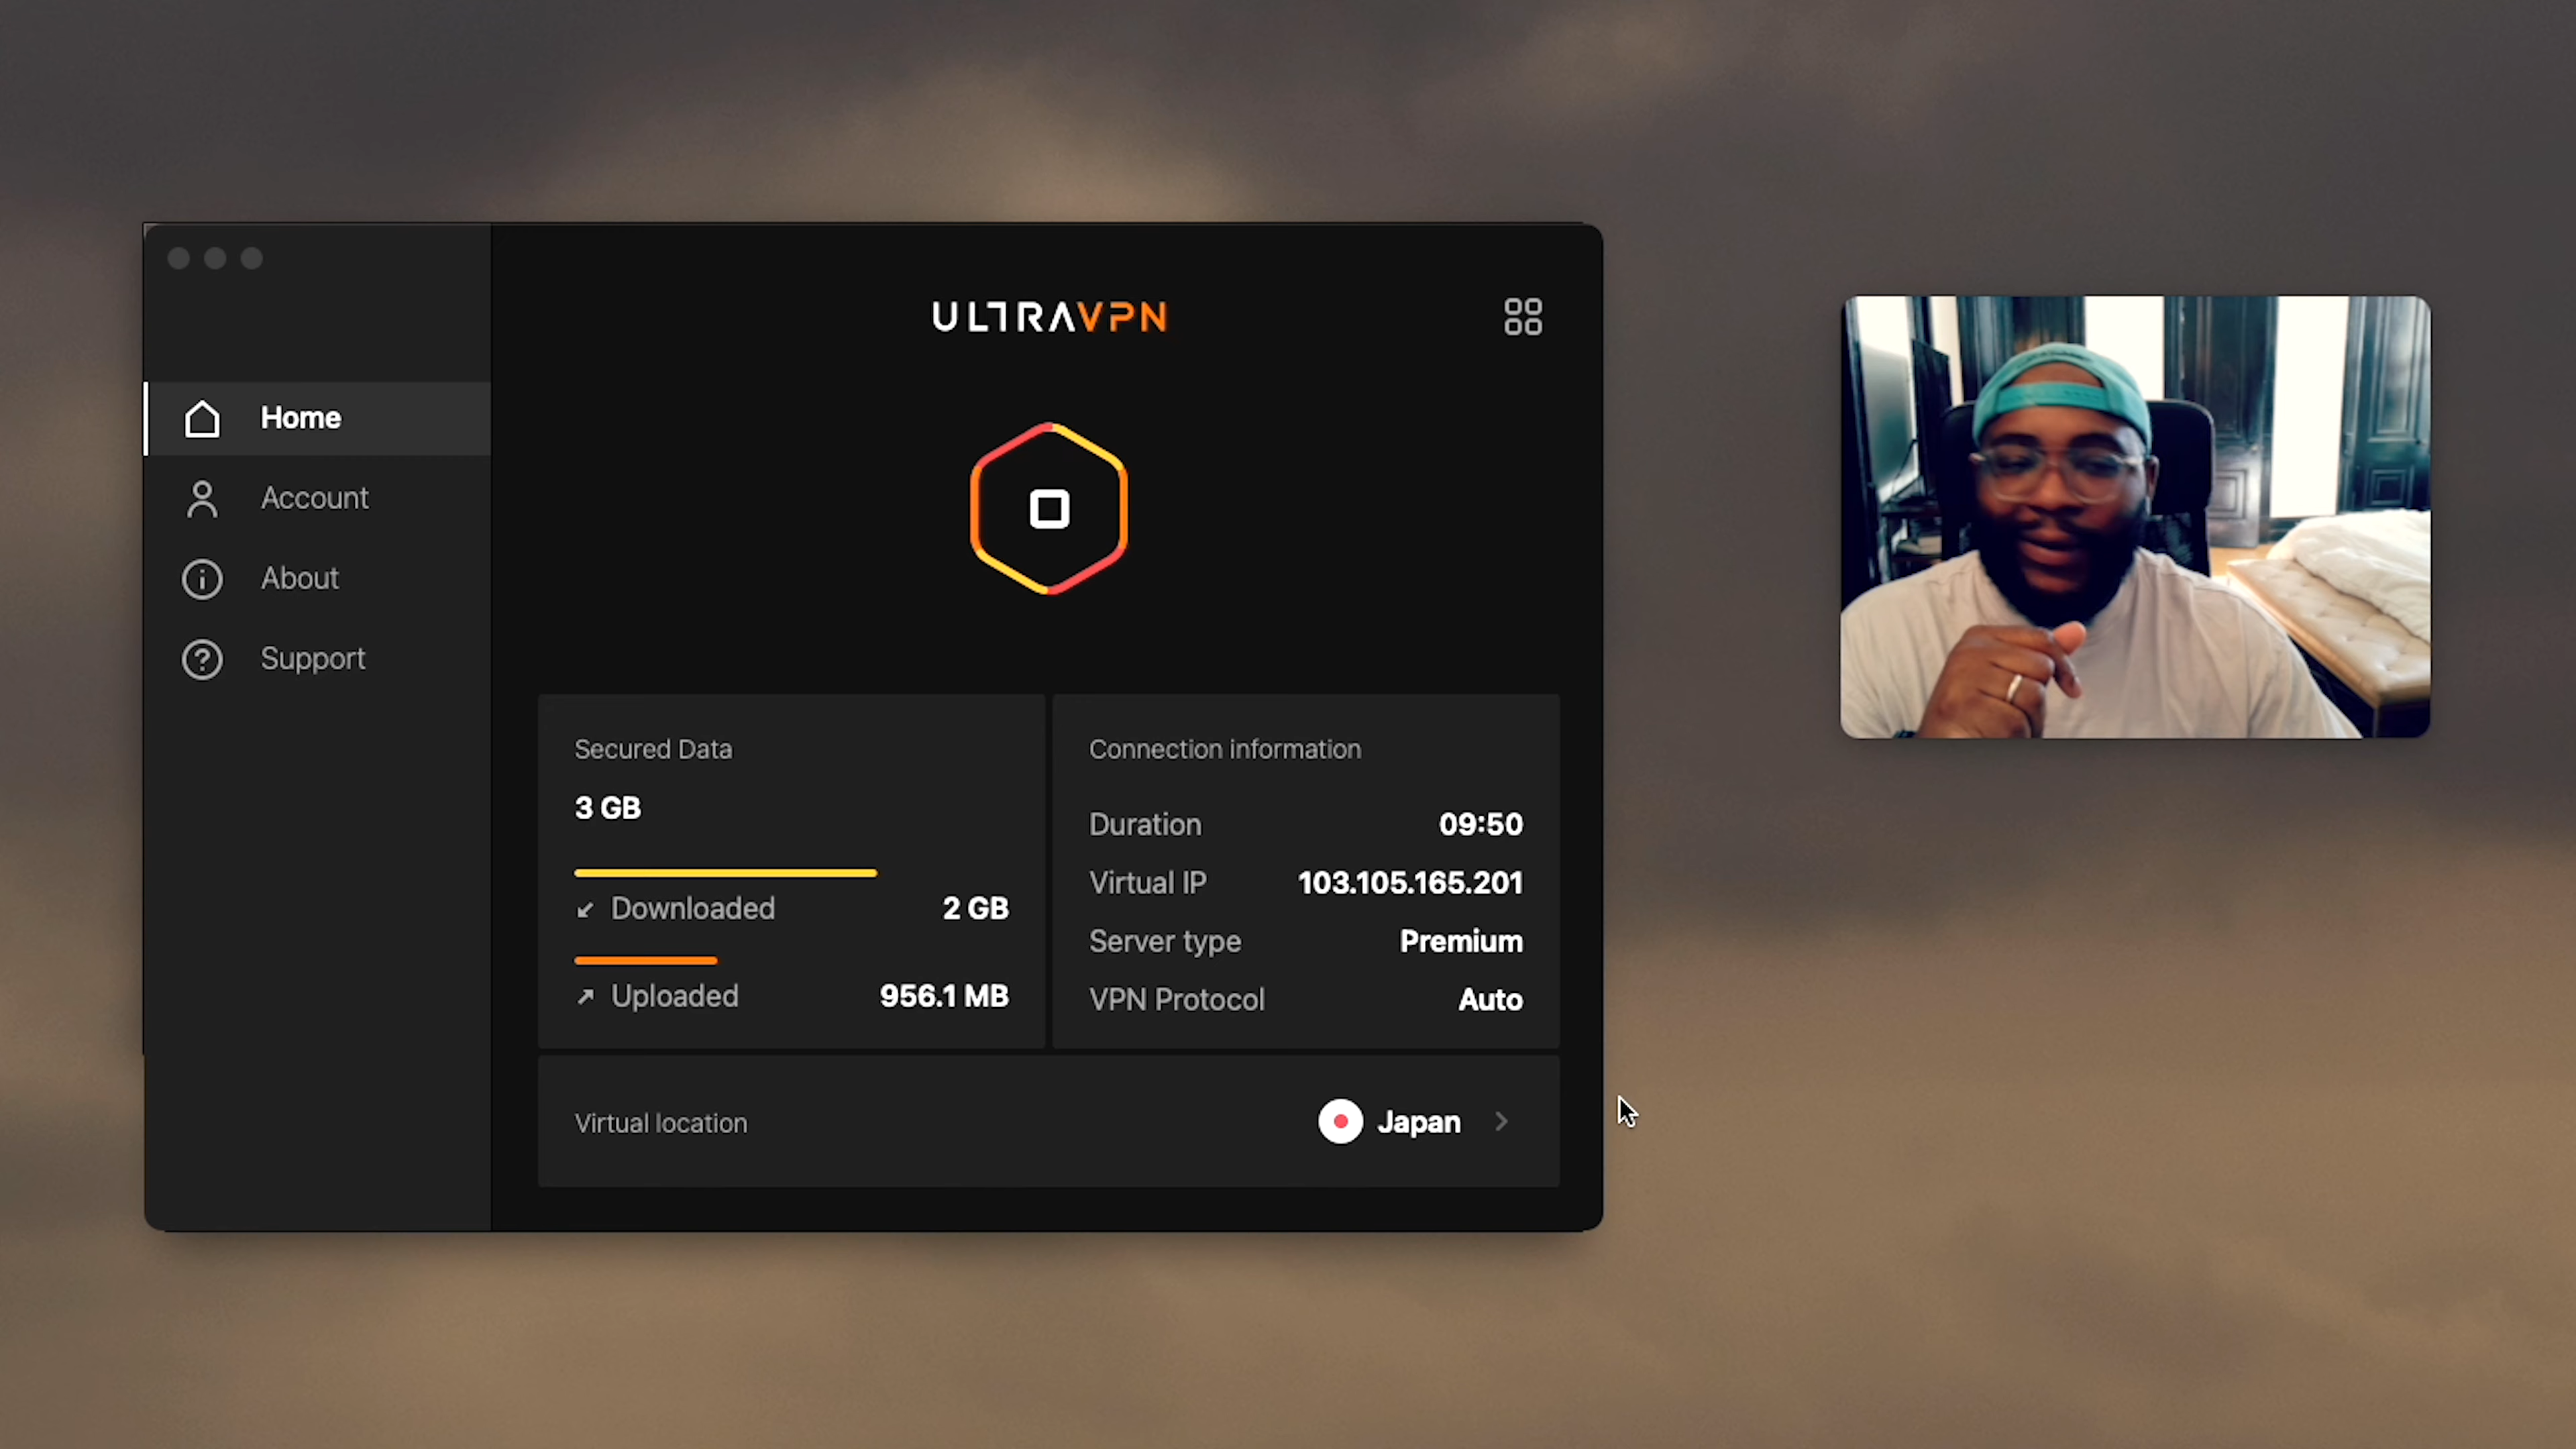 ULTRAVPN
Home
Account
About
Support
Secured Data
3 GB
Downloaded 2 GB
Uploaded 956.1 MB
Connection information
Duration 09:50
Virtual IP 103.105.165.201
Server type Premium
VPN Protocol Auto
Virtual location Japan